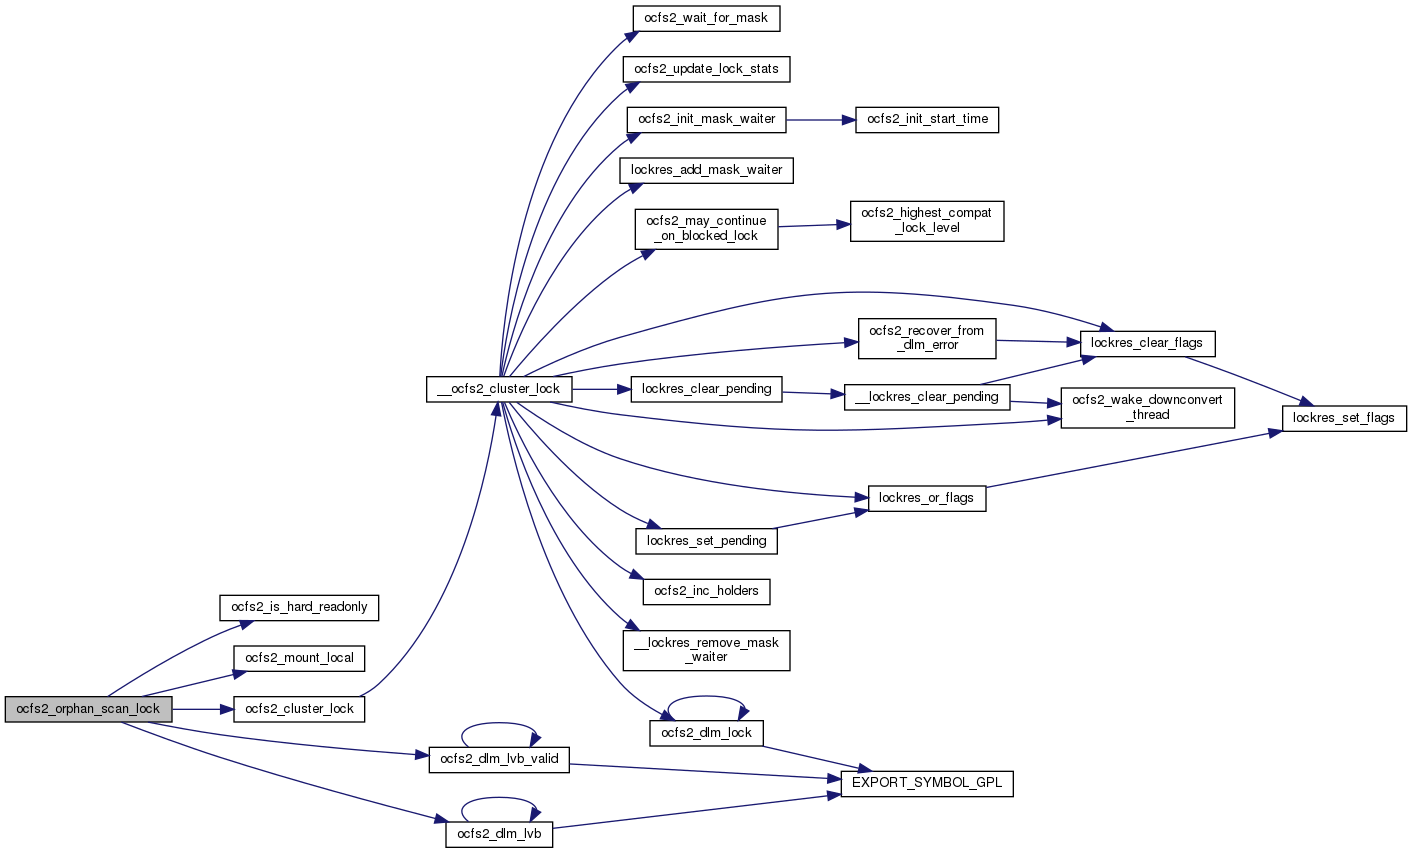 ocfs2_wait_for_mask
ocfs2_update_lock_stats
ocfs2_init_mask_waiter
ocfs2_init_start_time
lockres_add_mask_waiter
ocfs2_may_continue
_on_blocked_lock
ocfs2_highest_compat
_lock_level
ocfs2_recover_from
_dlm_error
lockres_clear_flags
__ocfs2_cluster_lock
lockres_clear_pending
__lockres_clear_pending
ocfs2_wake_downconvert
_thread
lockres_set_flags
lockres_or_flags
lockres_set_pending
ocfs2_inc_holders
ocfs2_is_hard_readonly
__lockres_remove_mask
_waiter
ocfs2_mount_local
ocfs2_orphan_scan_lock
ocfs2_cluster_lock
ocfs2_dlm_lock
ocfs2_dlm_lvb_valid
EXPORT_SYMBOL_GPL
ocfs2_dlm_lvb